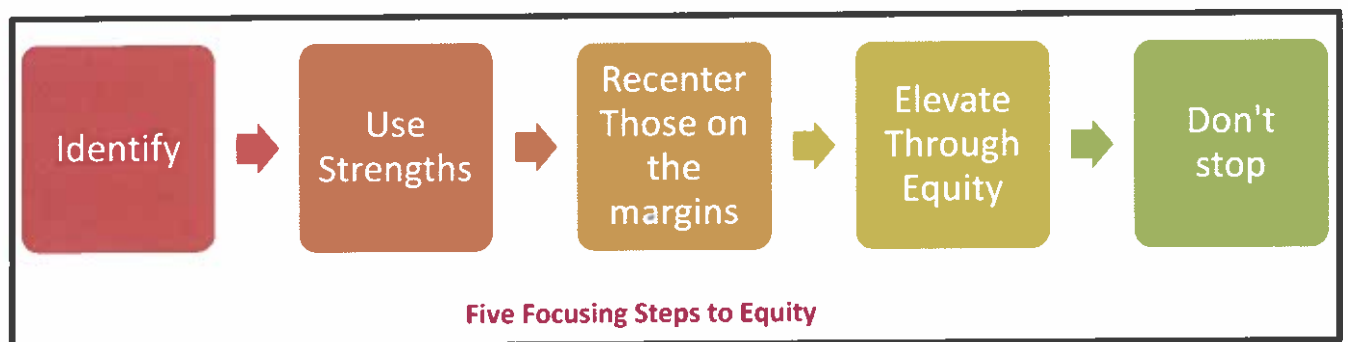 Identify
Use
Strengths
Recenter
Those on
the
margins
Elevate
Through
Equity
Don't
stop
Five Focusing Steps to Equity